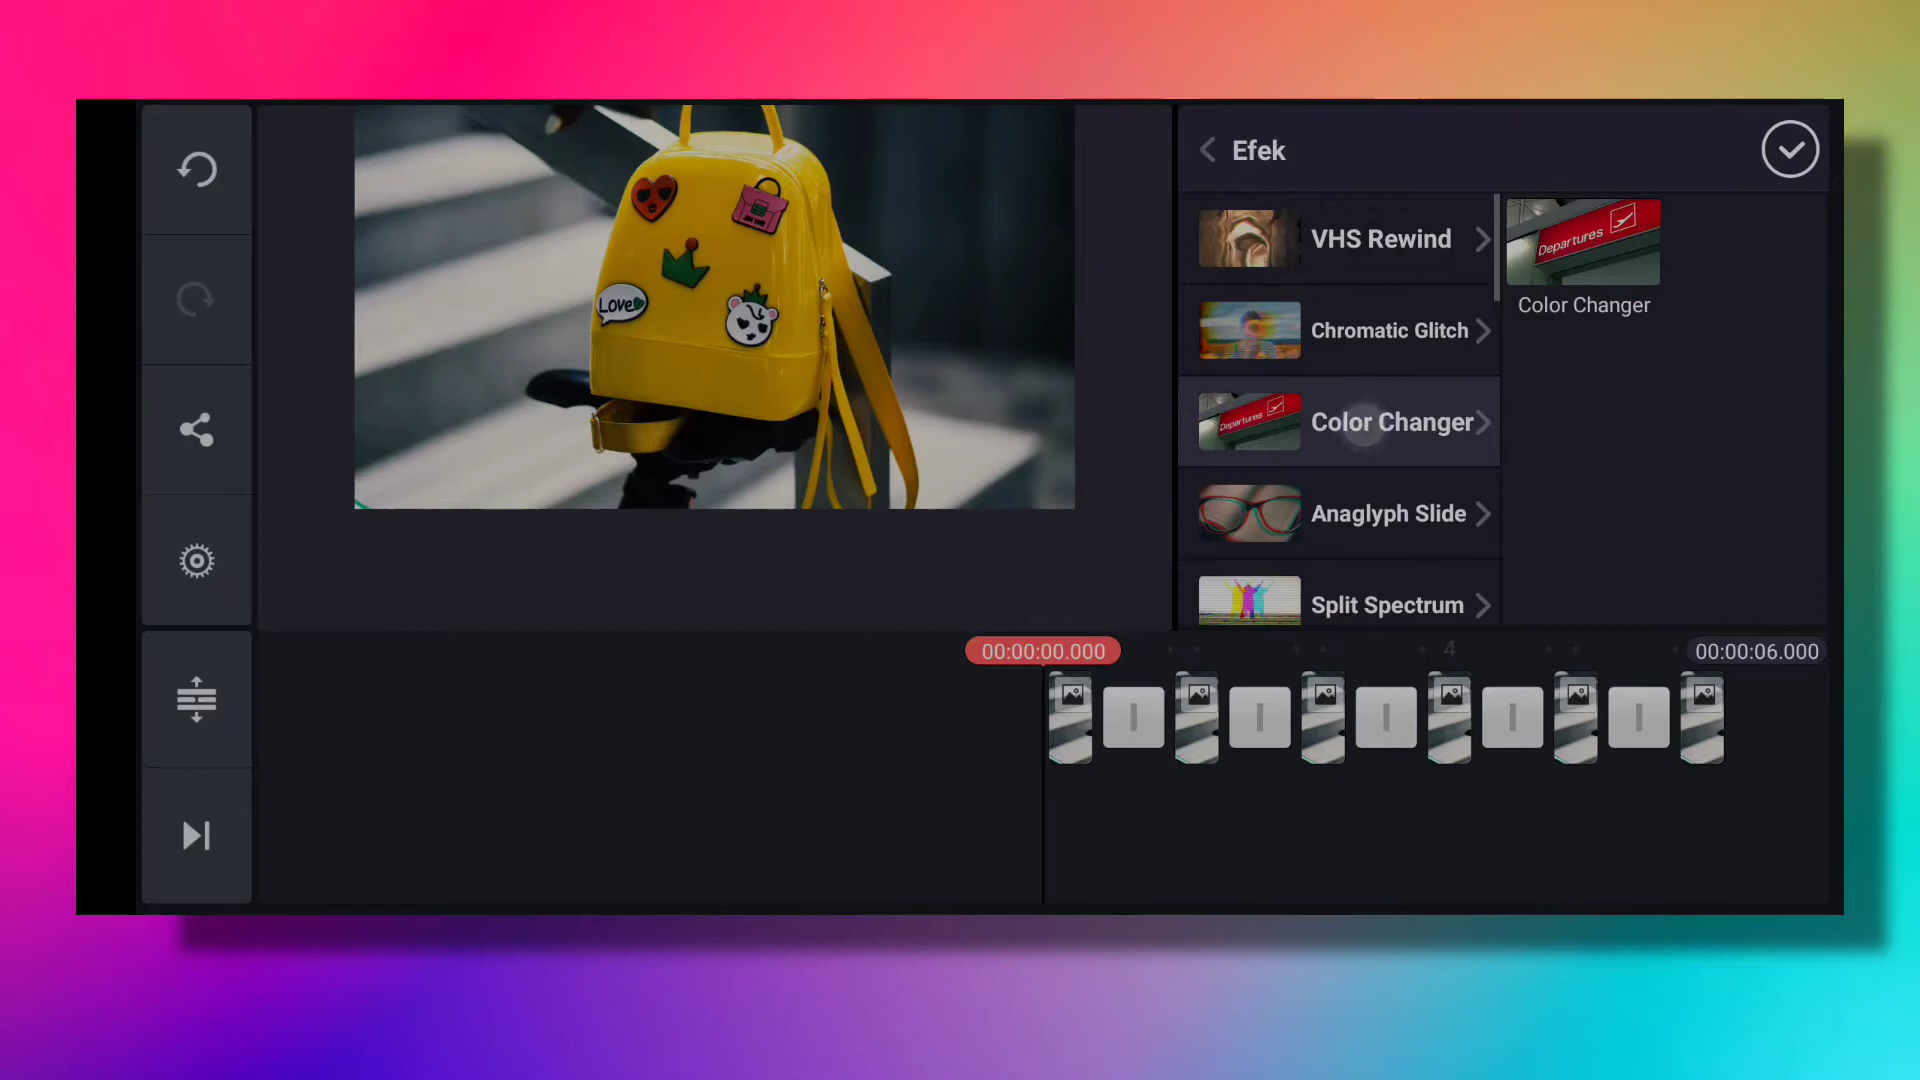 Efek
VHS Rewind
Chromatic Glitch
Color Changer
Anaglyph Slide
Split Spectrum
Departures
Color Changer
Departures
Love
00:00:00.000
4
00:00:06.000